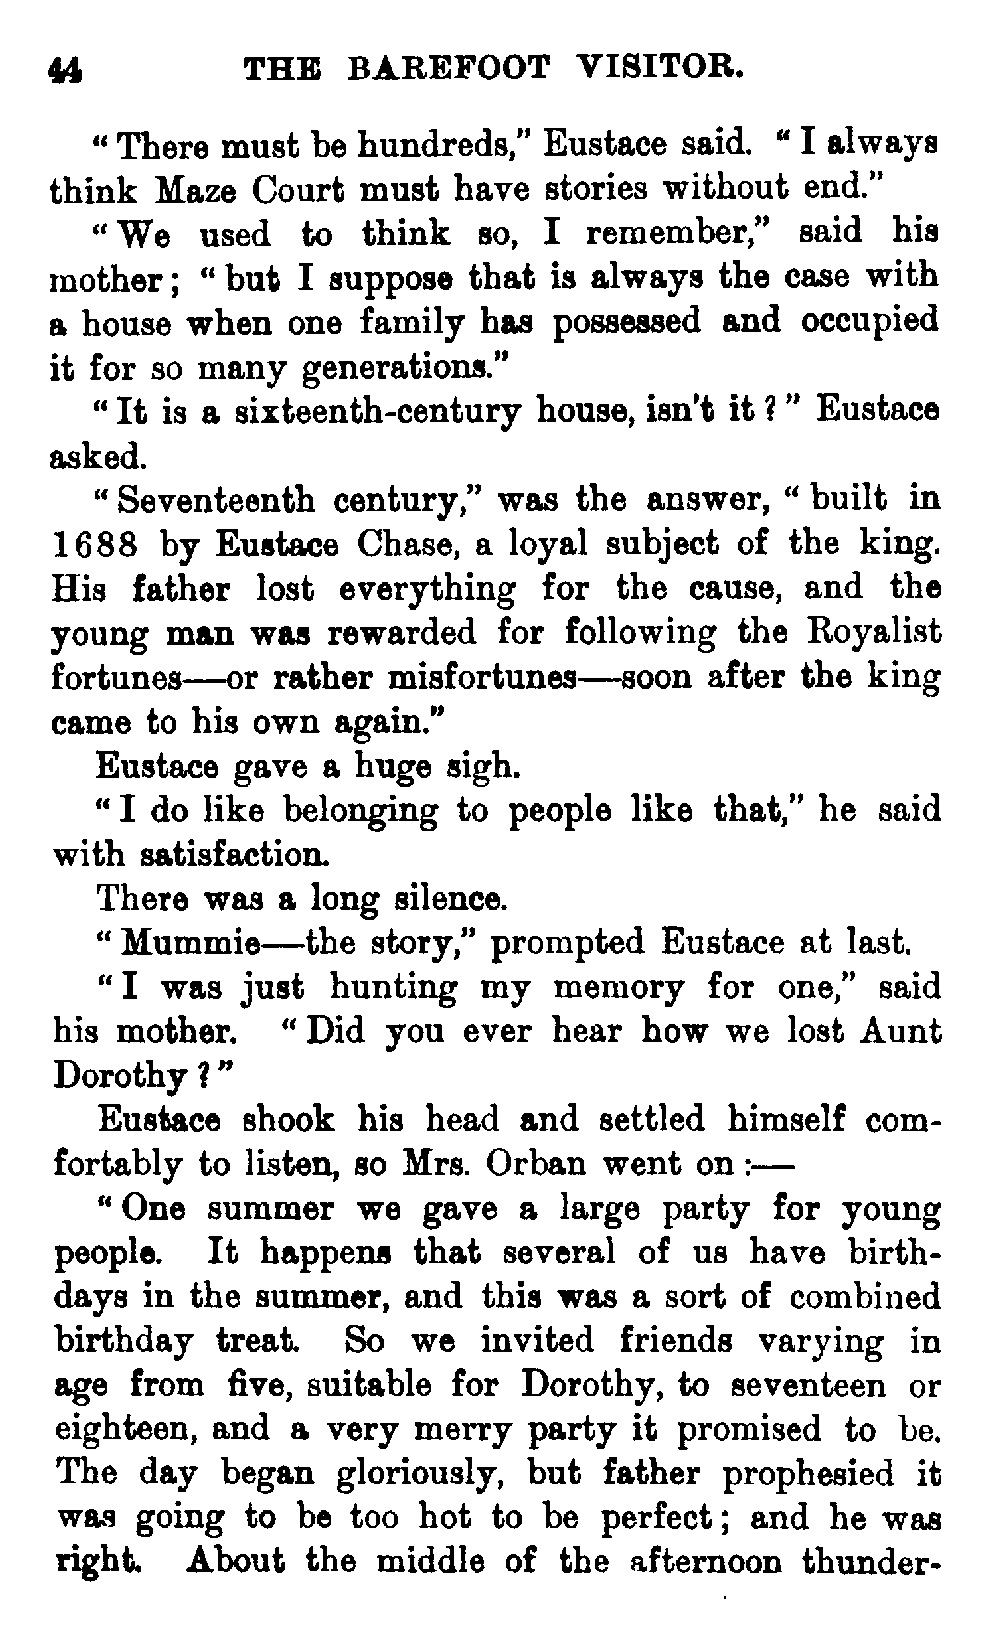 44 THE BAREFOOT VISITOR.
“ There must be hundreds,” Eustace said. “ I always
think Maze Court must have stories without end.”
“ We used to think so, I remember,” said his
mother ; “ but I suppose that is always the case with
a house when one family has possessed and occupied
it for so many generations.”
“ It is a sixteenth-century house, isn't it ? ” Eustace
asked.
“ Seventeenth century,” was the answer, “ built in
1688 by Eustace Chase, a loyal subject of the king.
His father lost everything for the cause, and the
young man was rewarded for following the Royalist
fortunes—or rather misfortunes—soon after the king
came to his own again.”
Eustace gave a huge sigh.
“ I do like belonging to people like that,” he said
with satisfaction.
There was a long silence.
“ Mummie—the story,” prompted Eustace at last.
“ I was just hunting my memory for one,” said
his mother. “ Did you ever hear how we lost Aunt
Dorothy ? ”
Eustace shook his head and settled himself com-
fortably to listen, so Mrs. Orban went on :—
“ One summer we gave a large party for young
people. It happens that several of us have birth-
days in the summer, and this was a sort of combined
birthday treat. So we invited friends varying in
age from five, suitable for Dorothy, to seventeen or
eighteen, and a very merry party it promised to be.
The day began gloriously, but father prophesied it
was going to be too hot to be perfect ; and he was
right. About the middle of the afternoon thunder-